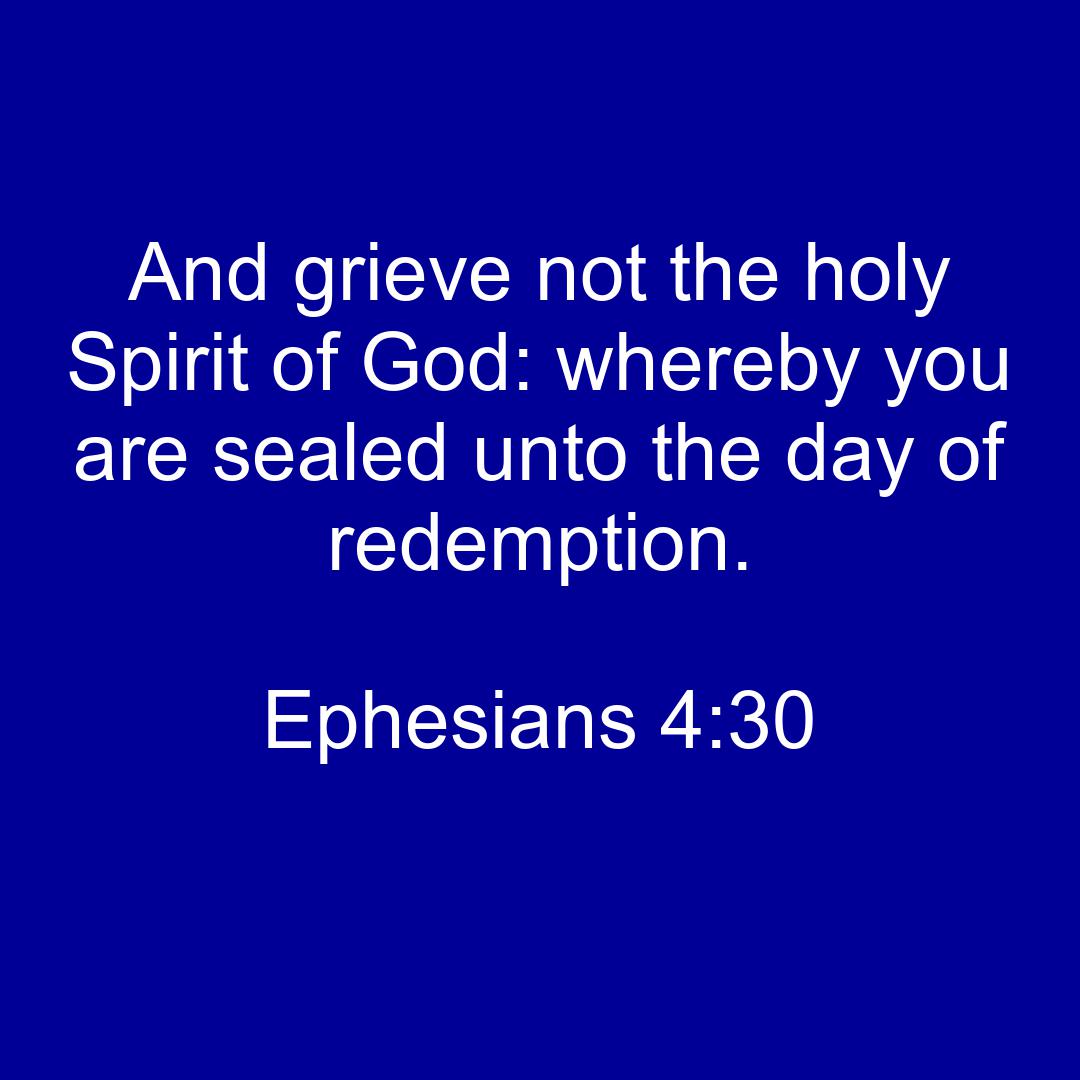 And grieve not the holy
Spirit of God: whereby you
are sealed unto the day of
redemption.
Ephesians 4:30